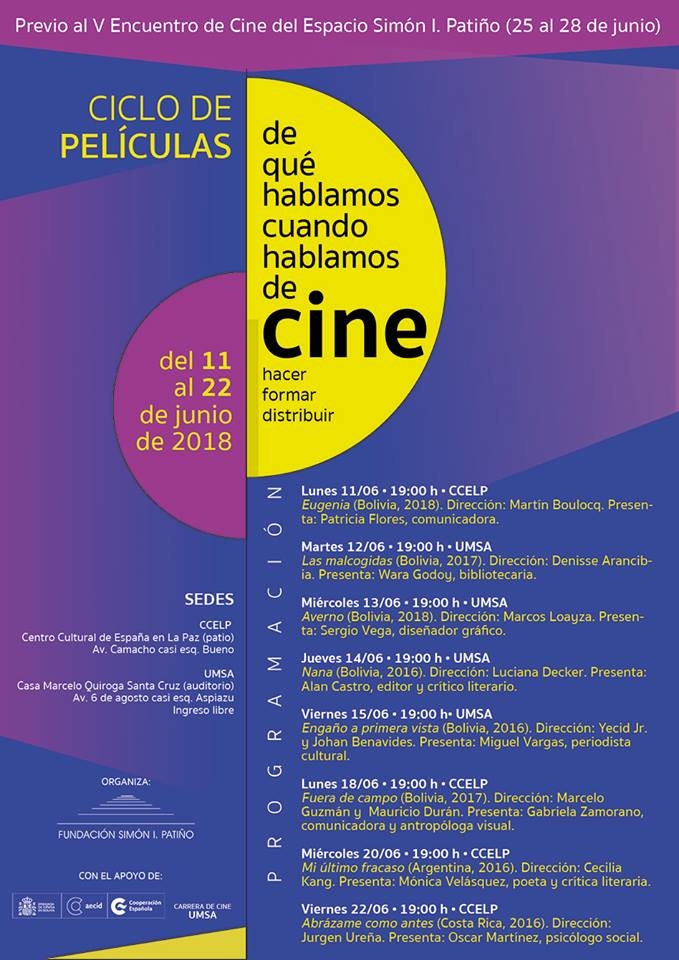 Previo al V Encuentro de Cine del Espacio Simón I. Patiño (25 al 28 de junio)
CICLO DE
PELÍCULAS
de
qué
hablamos
cuando
hablamos
de
cine
hacer
formar
distribuir
del 11
al 22
de junio
de 2018
SEDES
CCELP
Centro Cultural de España en La Paz (patio)
Av. Camacho casi esq. Bueno
UMSA
Casa Marcelo Quiroga Santa Cruz (auditorio)
Av. 6 de agosto casi esq. Aspiazu
Ingreso libre
ORGANIZA:
FUNDACIÓN SIMÓN I. PATIÑO
CON EL APOYO DE:
aecid
Cooperación
Española
CARRERA DE CINE
UMSA
PROGRAMACIÓN
Lunes 11/06 • 19:00 h • CCELP
Eugenia (Bolivia, 2018). Dirección: Martín Boulocq. Presen-
ta: Patricia Flores, comunicadora.
Martes 12/06 • 19:00 h • UMSA
Las malcogidas (Bolivia, 2017). Dirección: Denisse Arancib-
ia. Presenta: Wara Godoy, bibliotecaria.
Miércoles 13/06 • 19:00 h • UMSA
Averno (Bolivia, 2018). Dirección: Marcos Loayza. Presen-
ta: Sergio Vega, diseñador gráfico.
Jueves 14/06 • 19:00 h • UMSA
Nana (Bolivia, 2016). Dirección: Luciana Decker. Presenta:
Alan Castro, editor y crítico literario.
Viernes 15/06 • 19:00 h• UMSA
Engaño a primera vista (Bolivia, 2016). Dirección: Yecid Jr.
y Johan Benavides. Presenta: Miguel Vargas, periodista
cultural.
Lunes 18/06 • 19:00 h • CCELP
Fuera de campo (Bolivia, 2017). Dirección: Marcelo
Guzmán y Mauricio Durán. Presenta: Gabriela Zamorano,
comunicadora y antropóloga visual.
Miércoles 20/06 • 19:00 h • CCELP
Mi último fracaso (Argentina, 2016). Dirección: Cecilia
Kang. Presenta: Mónica Velásquez, poeta y crítica literaria.
Viernes 22/06 • 19:00 h • CCELP
Abrázame como antes (Costa Rica, 2016). Dirección:
Jurgen Ureña. Presenta: Oscar Martínez, psicólogo social.